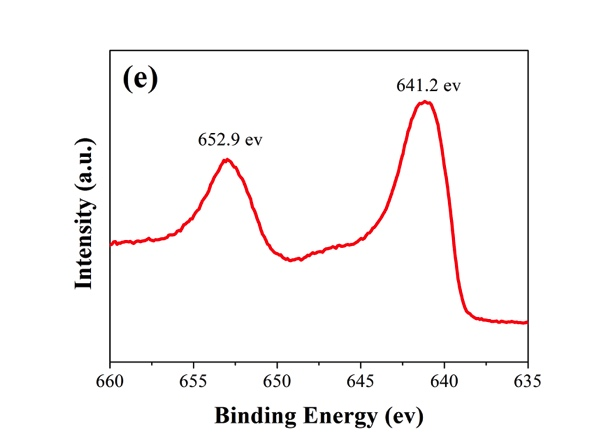 (e)
641.2 ev
652.9 ev
Intensity (a.u.)
660 655 650 645 640 635
Binding Energy (ev)